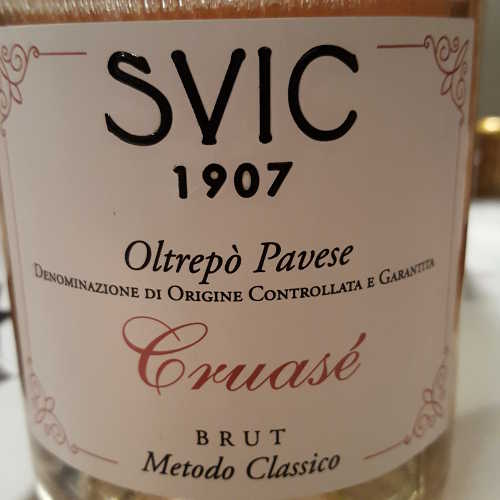 SVIC
1907
Oltrepò Pavese
Denominazione di Origine Controllata e Garantita
Cruasé
BRUT
Metodo Classico